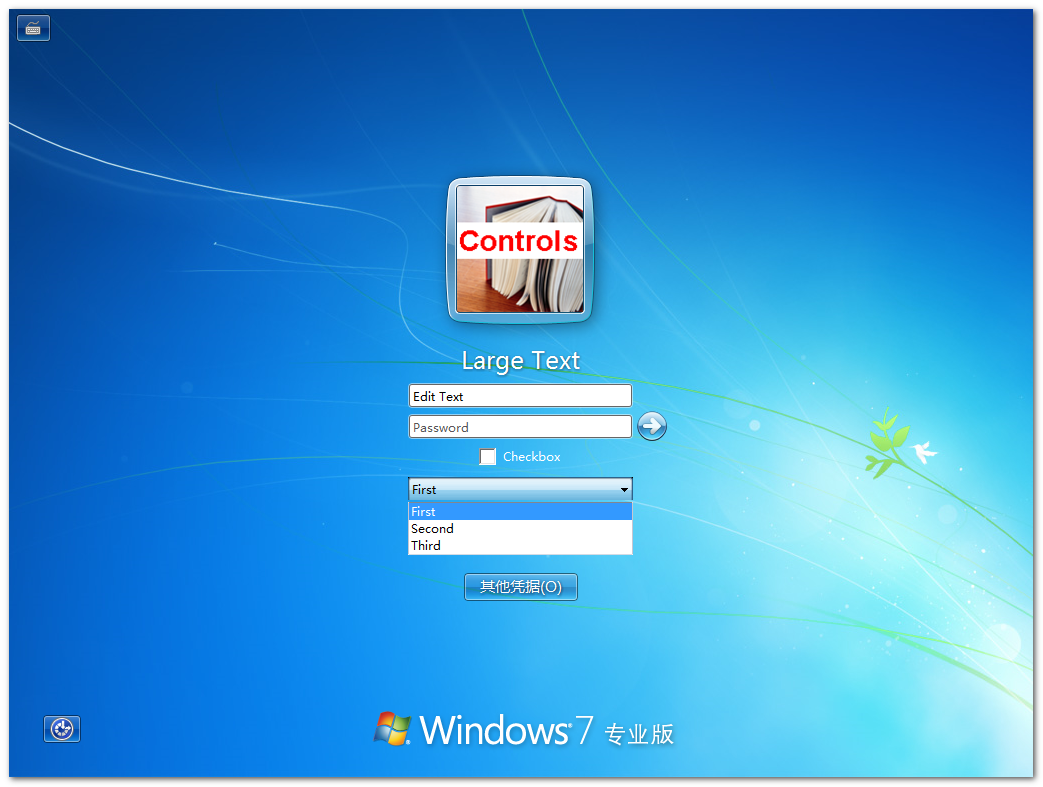 Controls
Large Text
Edit Text
Password
Checkbox
First
First
Second
Third
其他凭据(O)
Windows 7 专业版